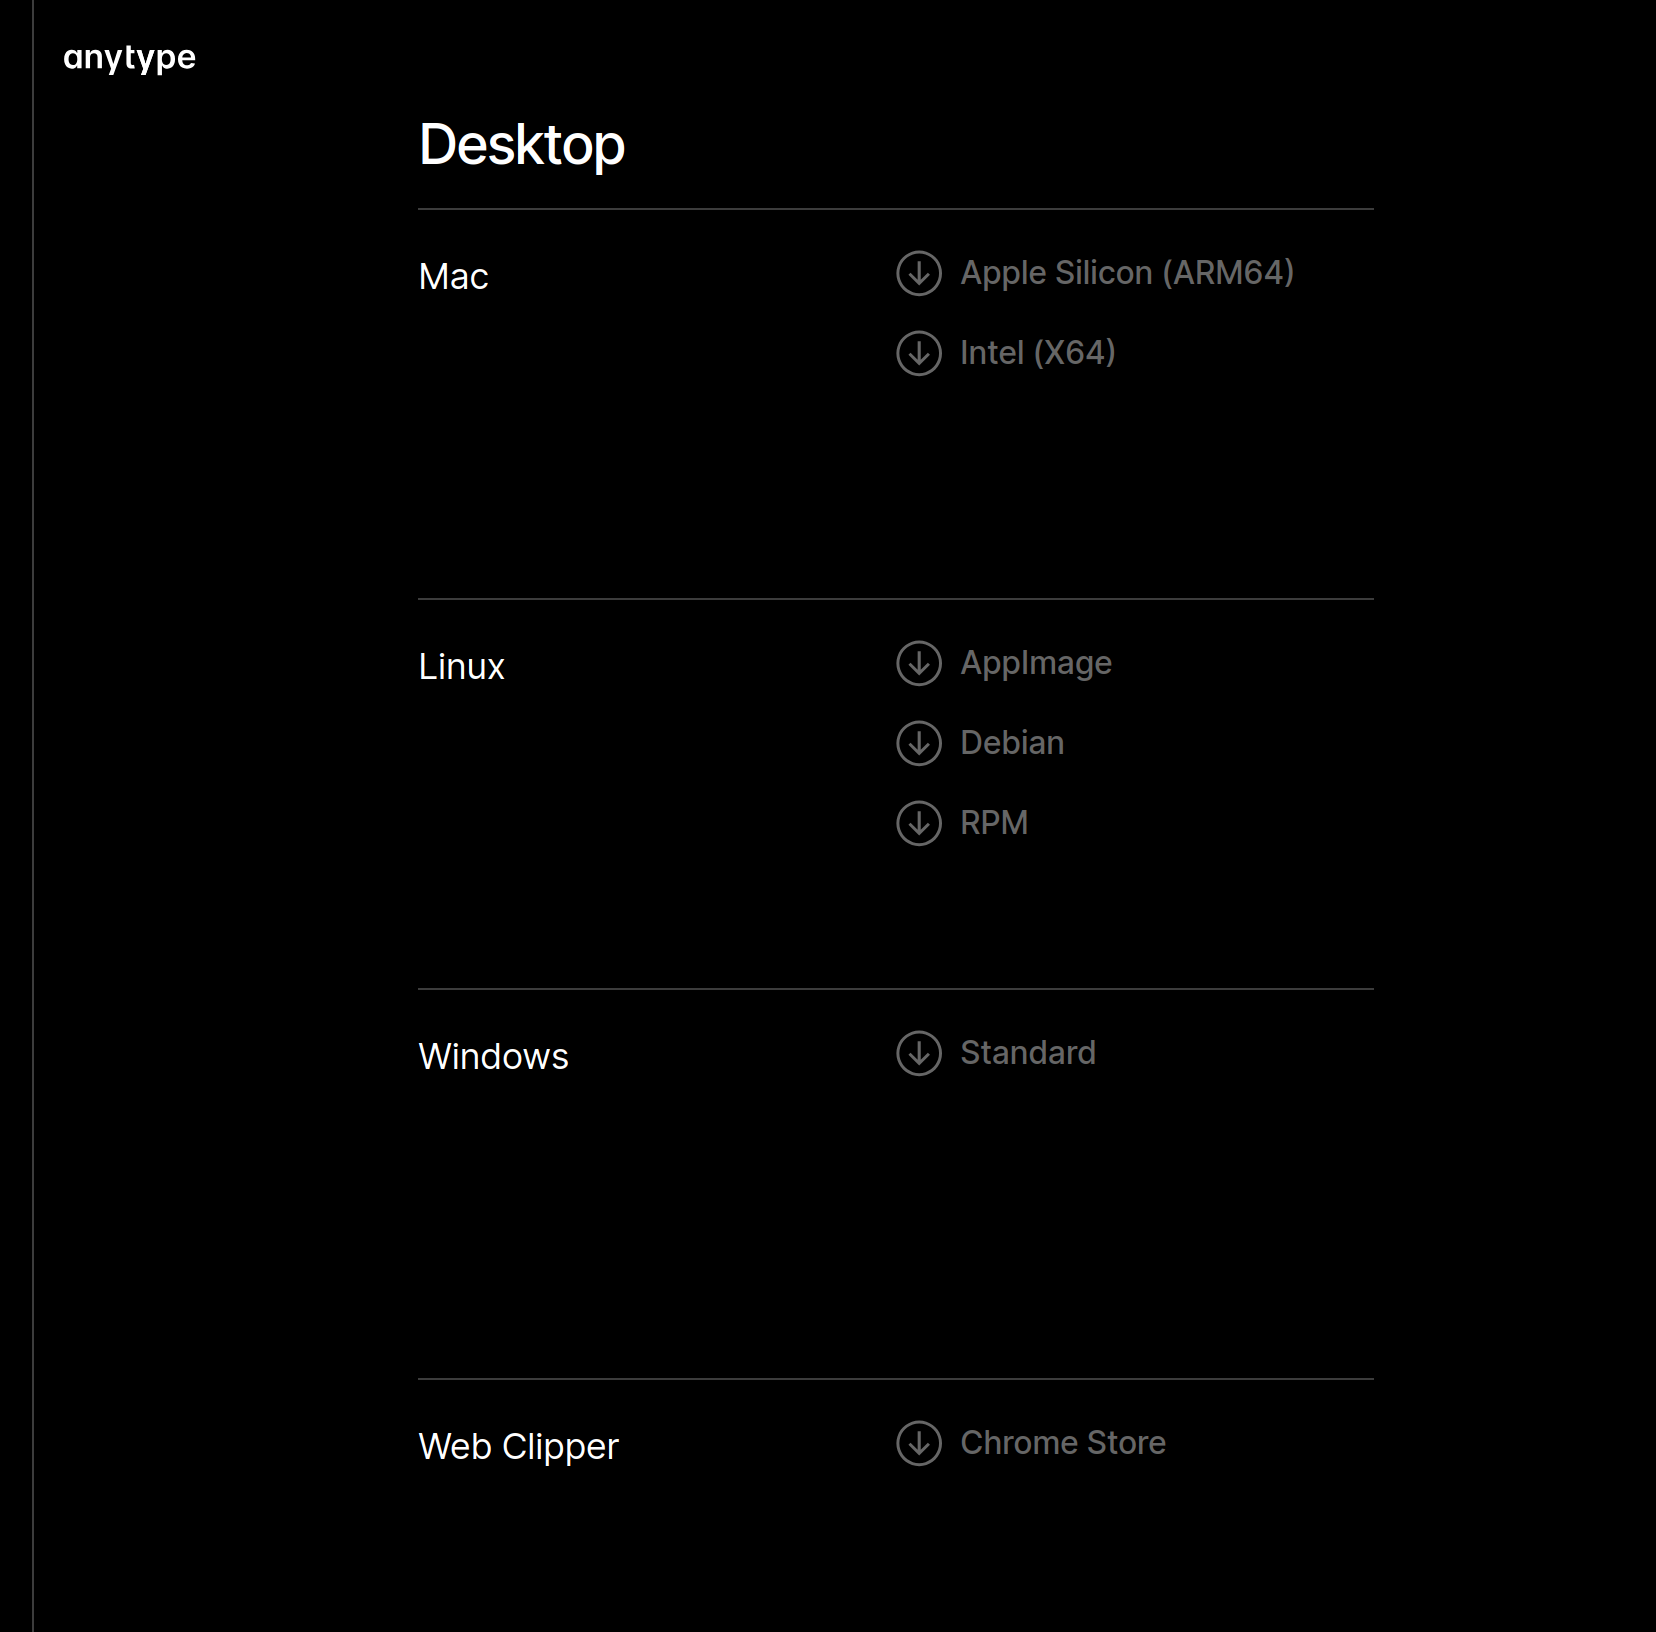 anytype
Desktop
Mac
Apple Silicon (ARM64)
Intel (X64)
Linux
AppImage
Debian
RPM
Windows
Standard
Web Clipper
Chrome Store